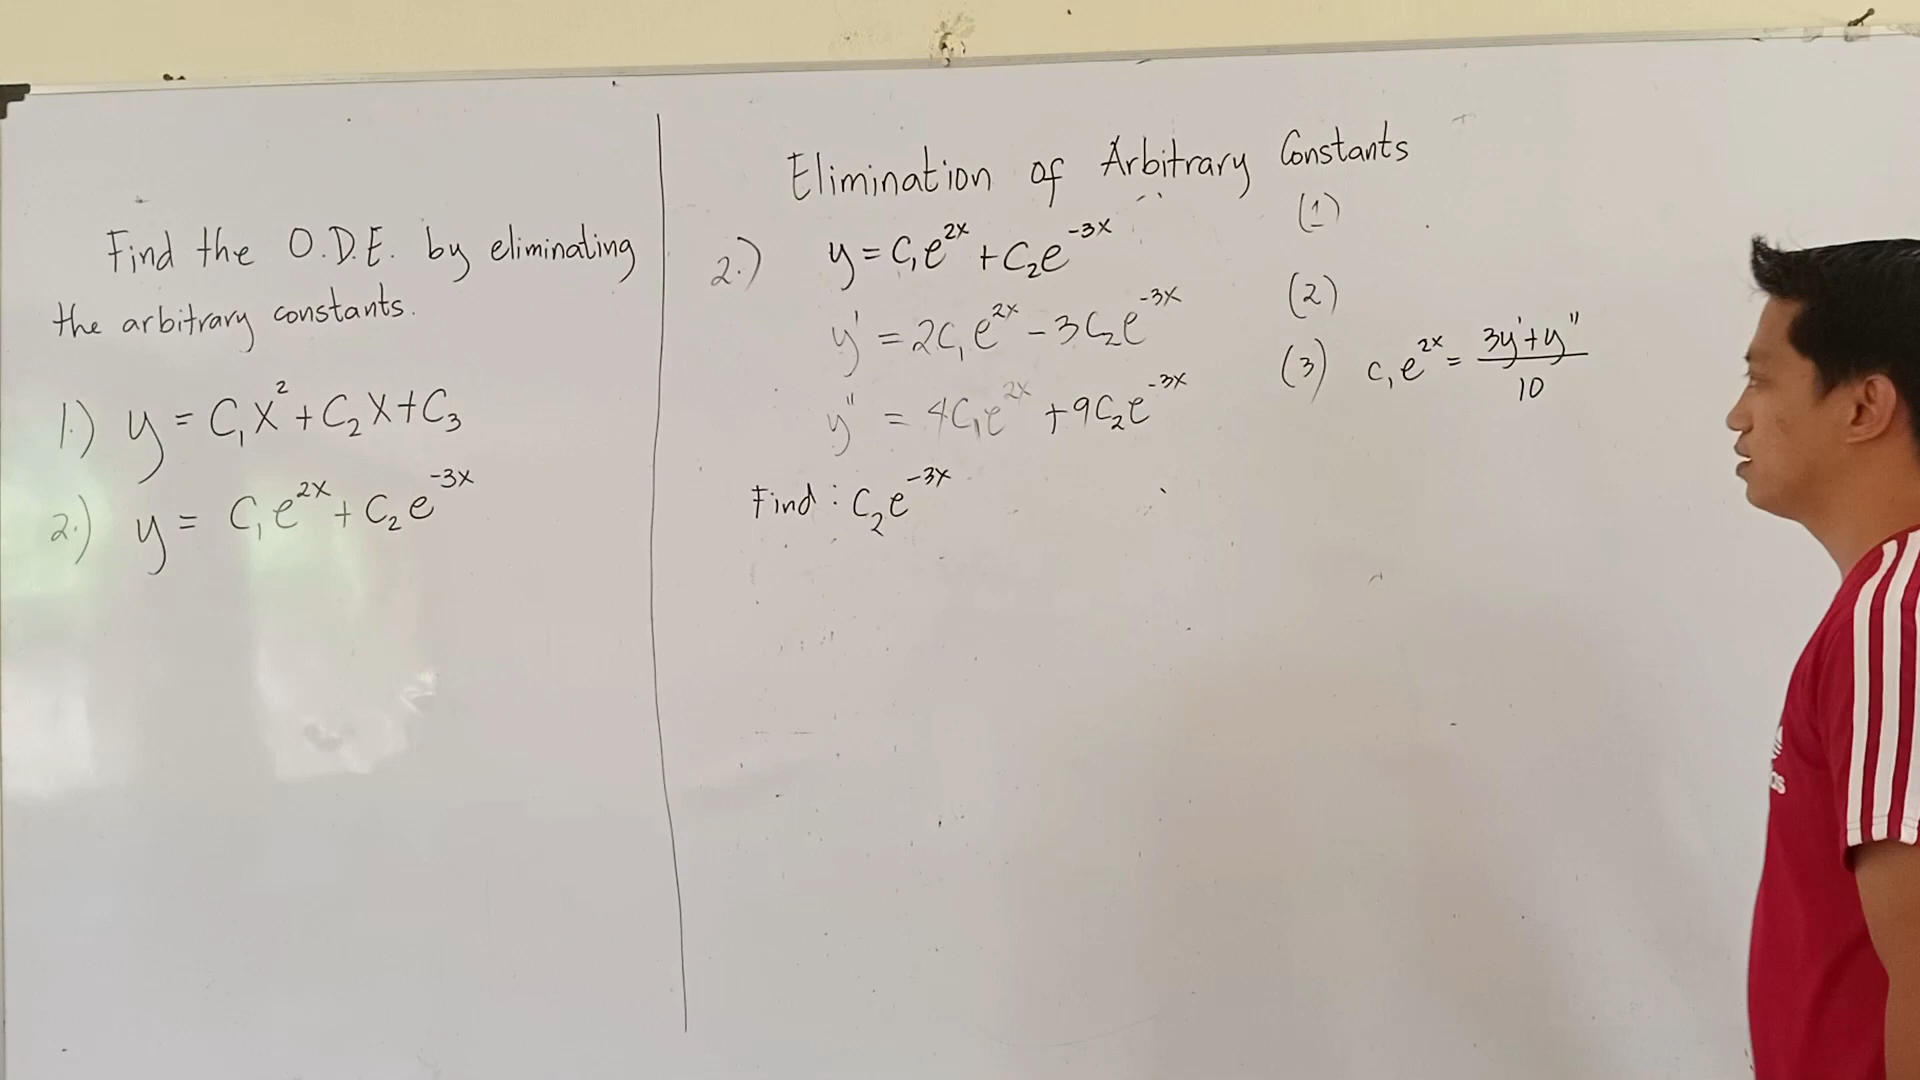 Find the O.D.E. by eliminating
the arbitrary constants.
1.) y = C₁x² + C₂x + C₃
2.) y = C₁e^{2x} + C₂e^{-3x}
Elimination of Arbitrary Constants
2.) y = C₁e^{2x} + C₂e^{-3x} (1)
y' = 2C₁e^{2x} - 3C₂e^{-3x} (2)
y'' = 4C₁e^{2x} + 9C₂e^{-3x} (3) C₁e^{2x} = \frac{3y' + y''}{10}
Find : C₂e^{-3x}